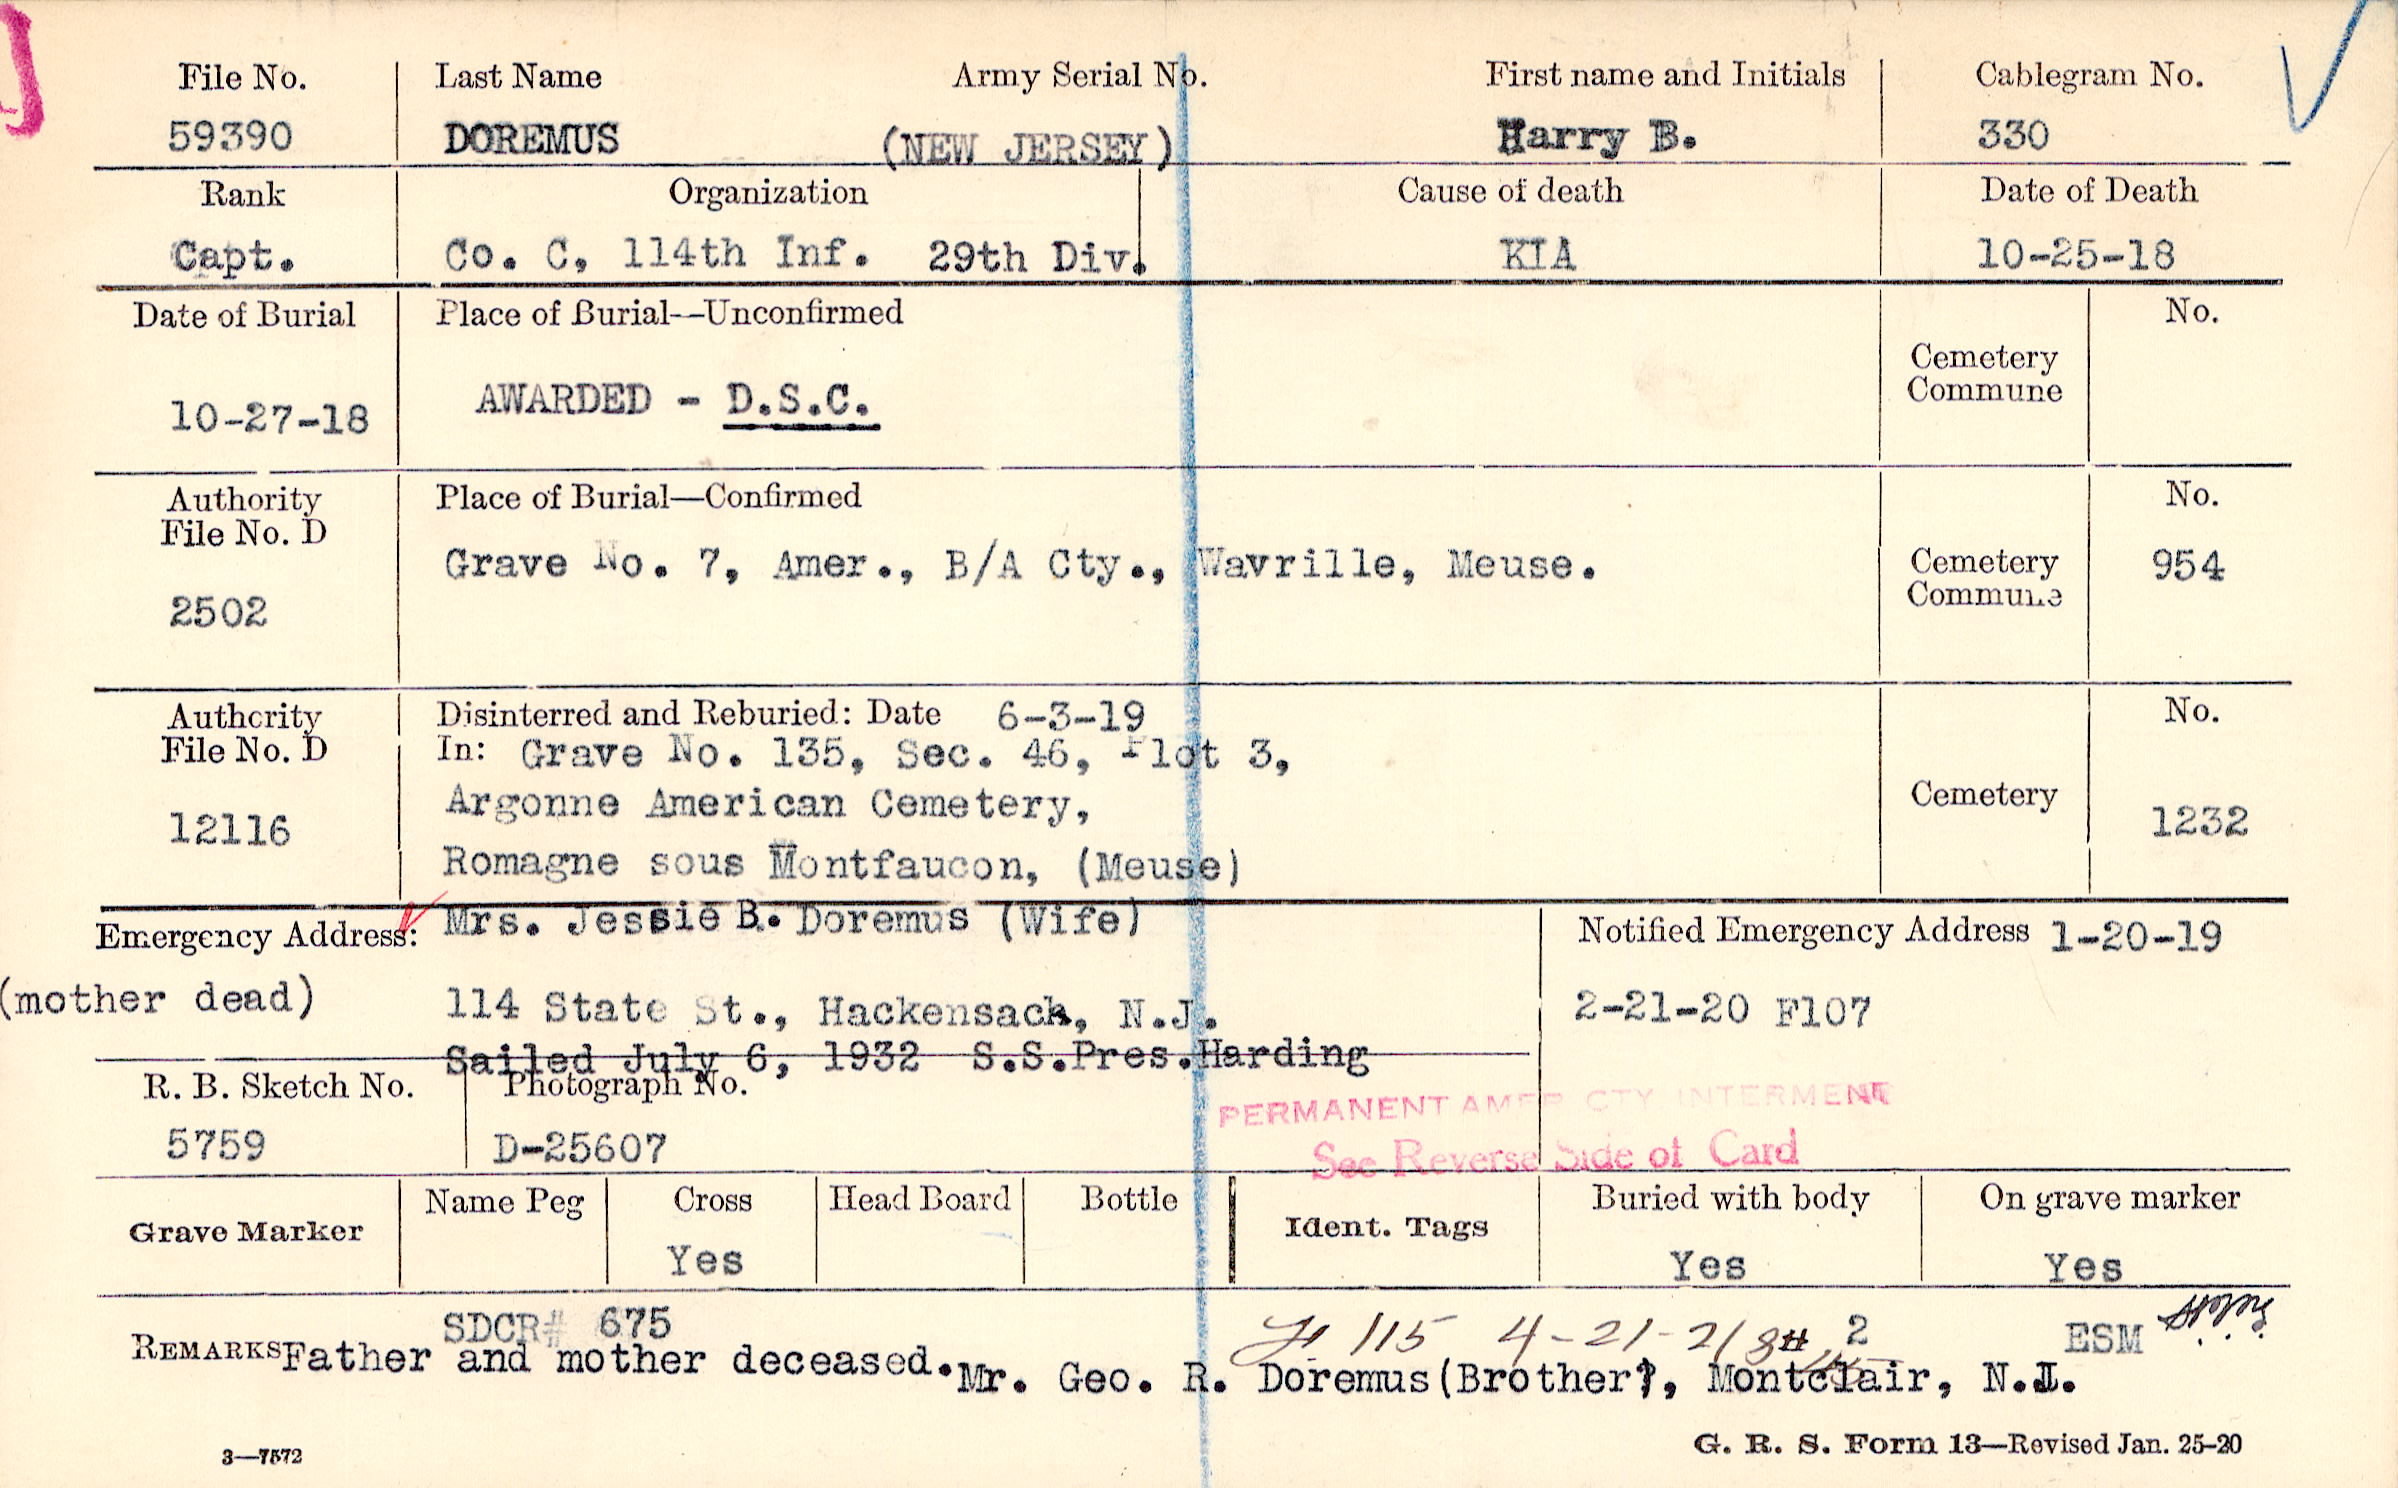 File No. Last Name Army Serial No. First name and Initials Cablegram No.
59390 DOREMUS (NEW JERSEY) Harry B. 330
Rank Organization Cause of death Date of Death
Capt. Co. C, 114th Inf. 29th Div. KIA 10-25-18
Date of Burial Place of Burial—Unconfirmed No.
Cemetery
Commune
10-27-18 AWARDED - D.S.C.
Authority Place of Burial—Confirmed No.
File No. D
Grave No. 7, Amer., B/A Cty., Wavrille, Meuse. Cemetery 954
Commune
2502
Authority Disinterred and Reburied: Date 6-3-19 No.
File No. D In: Grave No. 135, Sec. 46, Plot 3,
Argonne American Cemetery, Cemetery
12116 1232
Romagne sous Montfaucon, (Meuse)
Emergency Address: Mrs. Jessie B. Doremus (Wife) Notified Emergency Address 1-20-19
(mother dead) 114 State St., Hackensack, N.J. 2-21-20 F107
Sailed July 6, 1932 S.S.Pres.Harding
R. B. Sketch No. Photograph No.
PERMANENT AMER CTY INTERMENT
5759 D-25607 See Reverse Side of Card
Grave Marker Name Peg Cross Head Board Bottle Ident. Tags Buried with body On grave marker
Yes Yes Yes
SDCR# 675 115 4-21-21 2 ESM
REMARKS Father and mother deceased. Mr. Geo. R. Doremus (Brother), Montclair, N.J.
3—7572 G. R. S. Form 13—Revised Jan. 25-20